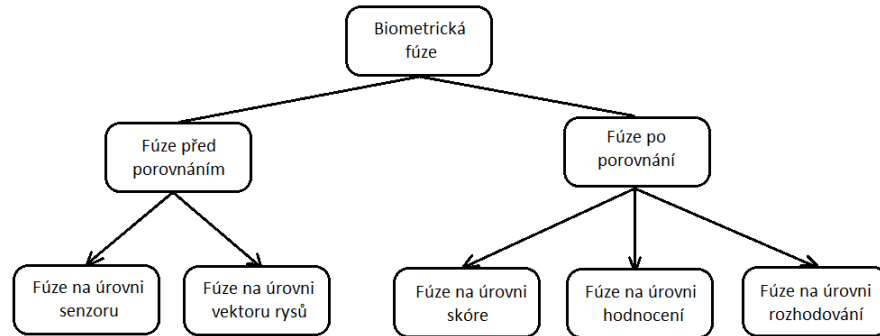 Biometrická
fúze
Fúze před
porovnáním
Fúze po
porovnání
Fúze na úrovni
senzoru
Fúze na úrovni
vektoru rysů
Fúze na úrovni
skóre
Fúze na úrovni
hodnocení
Fúze na úrovni
rozhodování